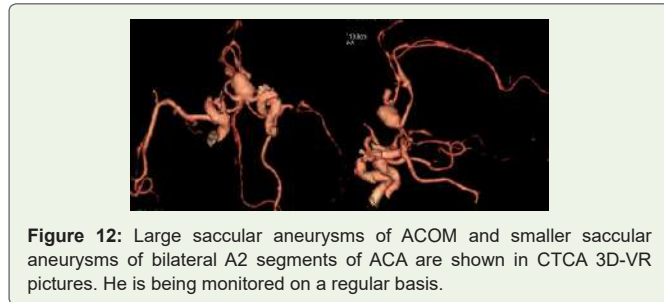 Figure 12: Large saccular aneurysms of ACOM and smaller saccular
aneurysms of bilateral A2 segments of ACA are shown in CTCA 3D-VR
pictures. He is being monitored on a regular basis.